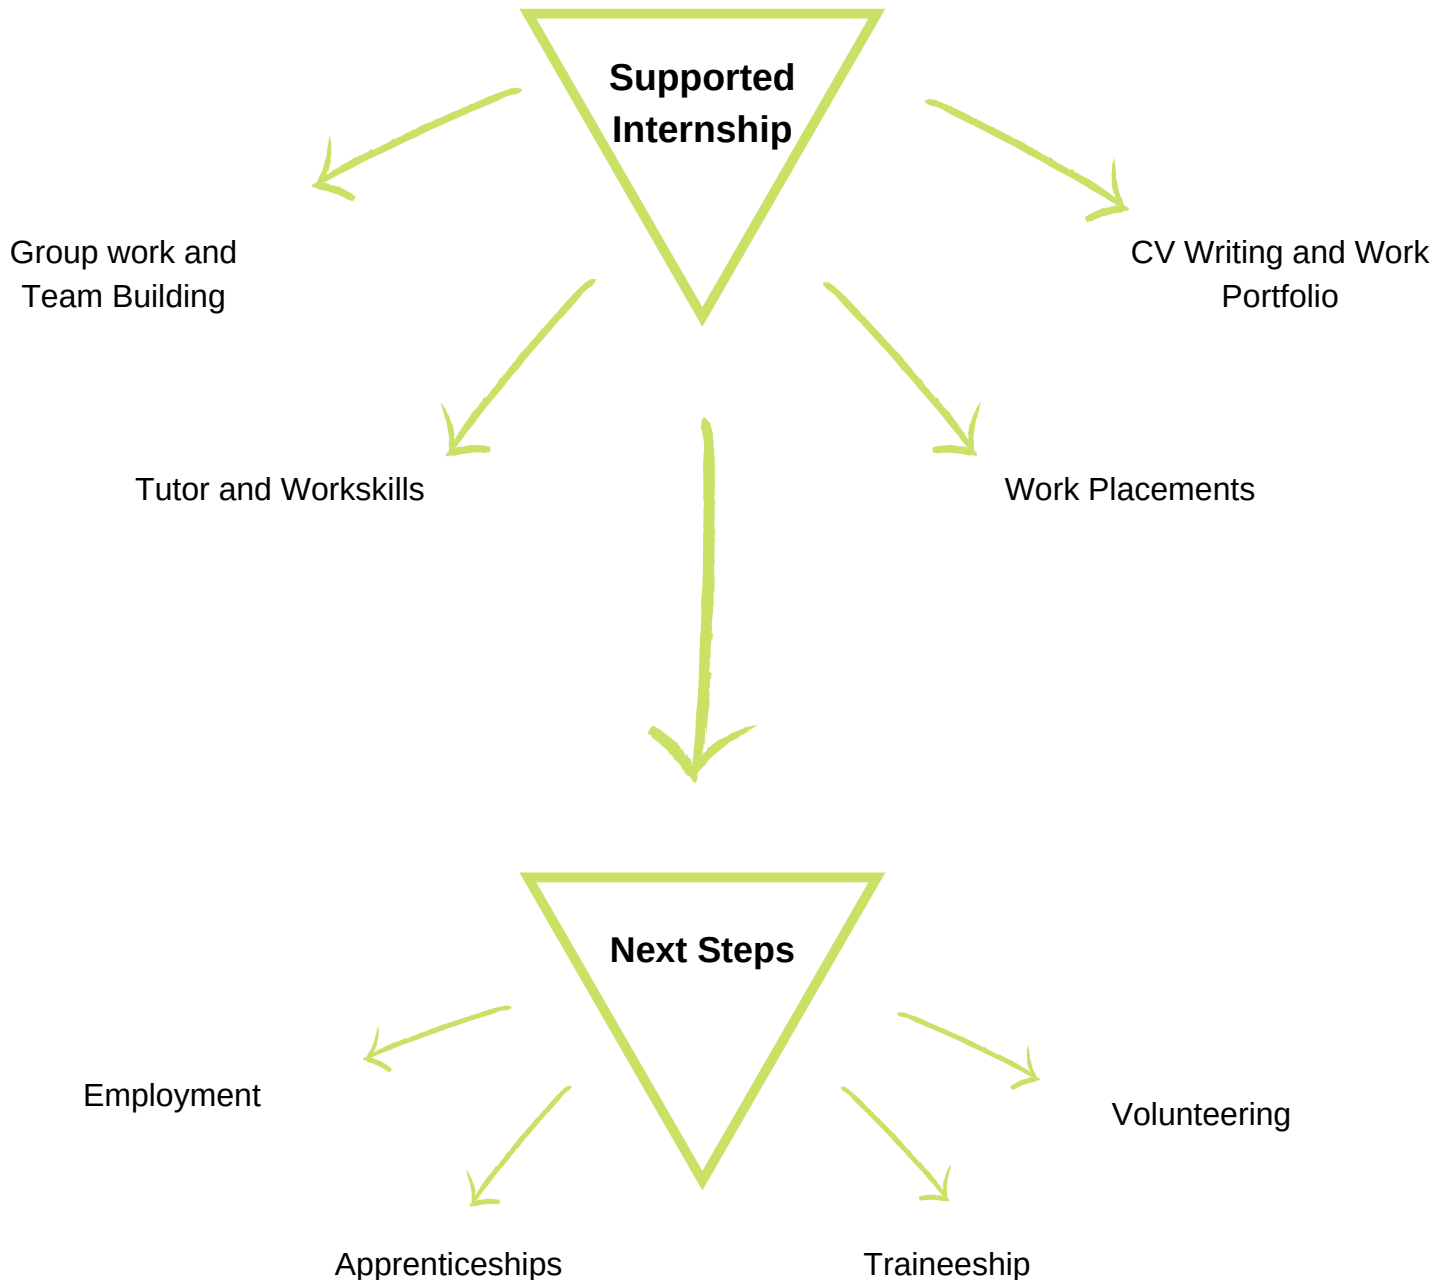 Supported
Internship
Group work and
Team Building
CV Writing and Work
Portfolio
Tutor and Workskills
Work Placements
Next Steps
Employment
Volunteering
Apprenticeships
Traineeship